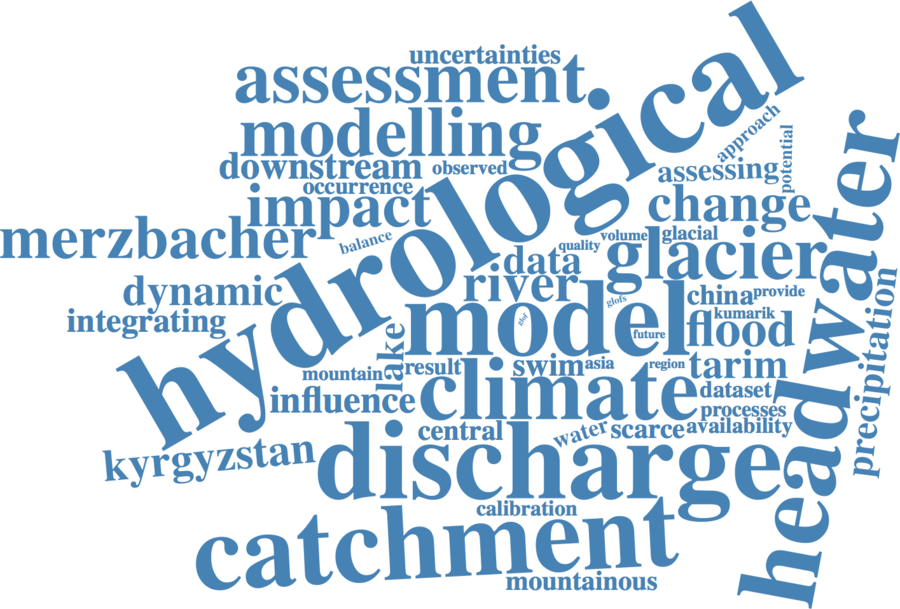 uncertainties
assessment
hydrological
modelling
approach
potential
downstream
observed
assessing
occurrence
impact
change
headwater
merzbacher
balance
volume
glacial
quality
data
glacier
dynamic
river
china
provide
glofs
integrating
model
glof
kumarik
flood
future
precipitation
lake
mountain
result
swim
asia
region
tarim
influence
climate
dataset
processes
central
water
scarce
availability
kyrgyzstan
discharge
calibration
catchment
mountainous